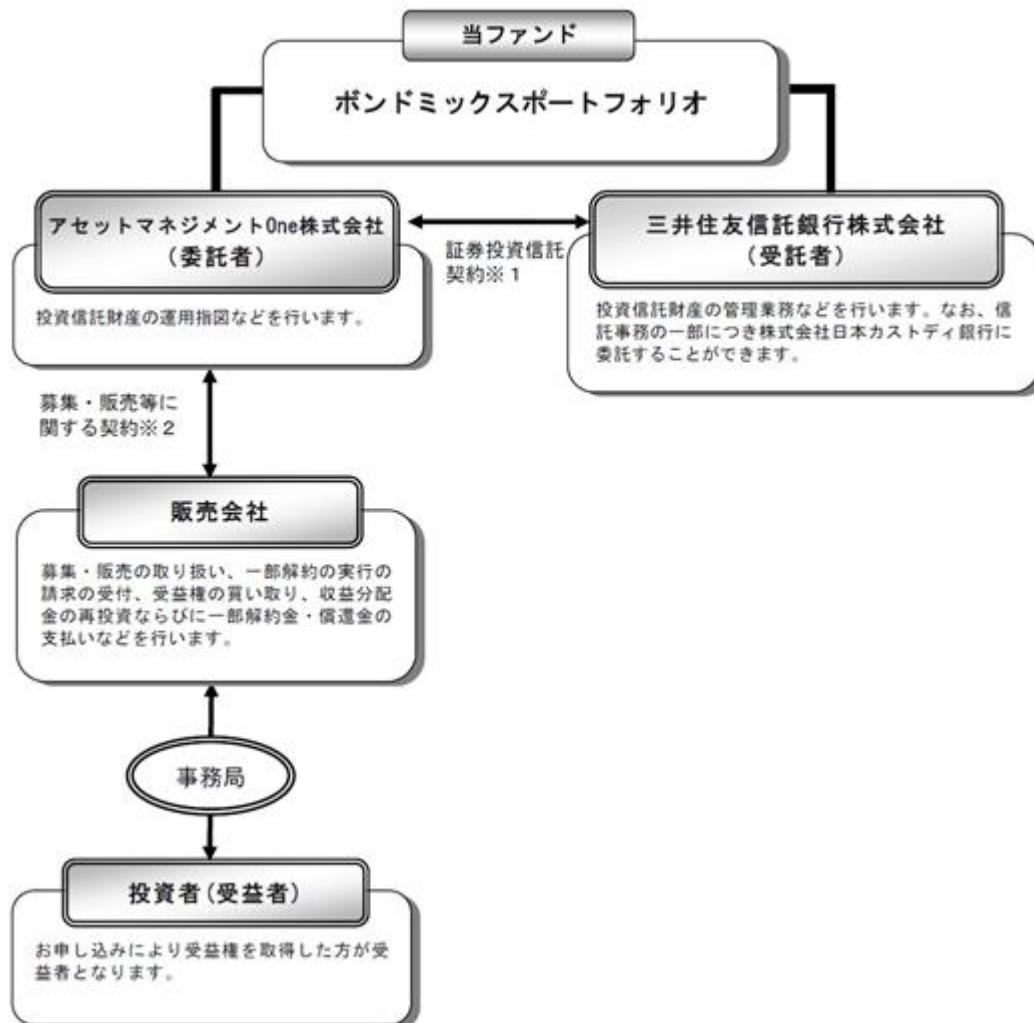 当ファンド
ボンドミックスポートフォリオ
アセットマネジメントOne株式会社
(委託者)
投資信託財産の運用指図などを行います。
証券投資信託
契約※1
三井住友信託銀行株式会社
(受託者)
投資信託財産の管理業務などを行います。なお、信
託事務の一部につき株式会社日本カストディ銀行に
委託することができます。
募集・販売等に
関する契約※2
販売会社
募集・販売の取り扱い、一部解約の実行の
請求の受付、受益権の買い取り、収益分配
金の再投資ならびに一部解約金・償還金の
支払いなどを行います。
事務局
投資者(受益者)
お申し込みにより受益権を取得した方が受
益者となります。